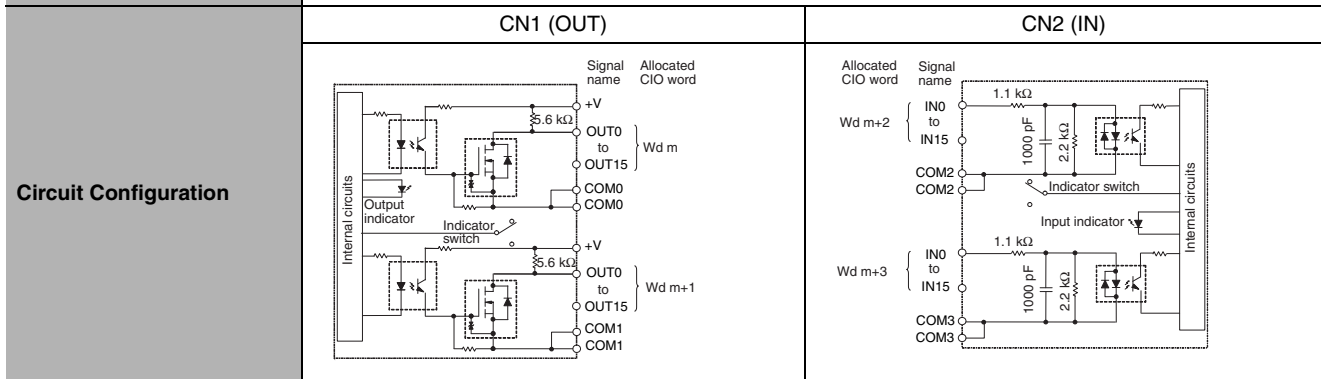 CN1 (OUT)
CN2 (IN)
Circuit Configuration
Signal name
Allocated CIO word
Internal circuits
+V
5.6 kΩ
OUT0
to
OUT15
Wd m
COM0
COM0
Output indicator
Indicator switch
+V
5.6 kΩ
OUT0
to
OUT15
Wd m+1
COM1
COM1
Allocated CIO word
Signal name
Wd m+2
IN0
to
IN15
1.1 kΩ
1000 pF
2.2 kΩ
COM2
COM2
Indicator switch
Input indicator
Internal circuits
Wd m+3
IN0
to
IN15
1.1 kΩ
1000 pF
2.2 kΩ
COM3
COM3